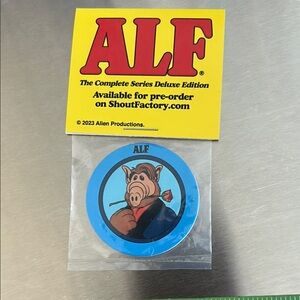 ALF®
The Complete Series Deluxe Edition
Available for pre-order
on ShoutFactory.com
© 2023 Alien Productions.
ALF